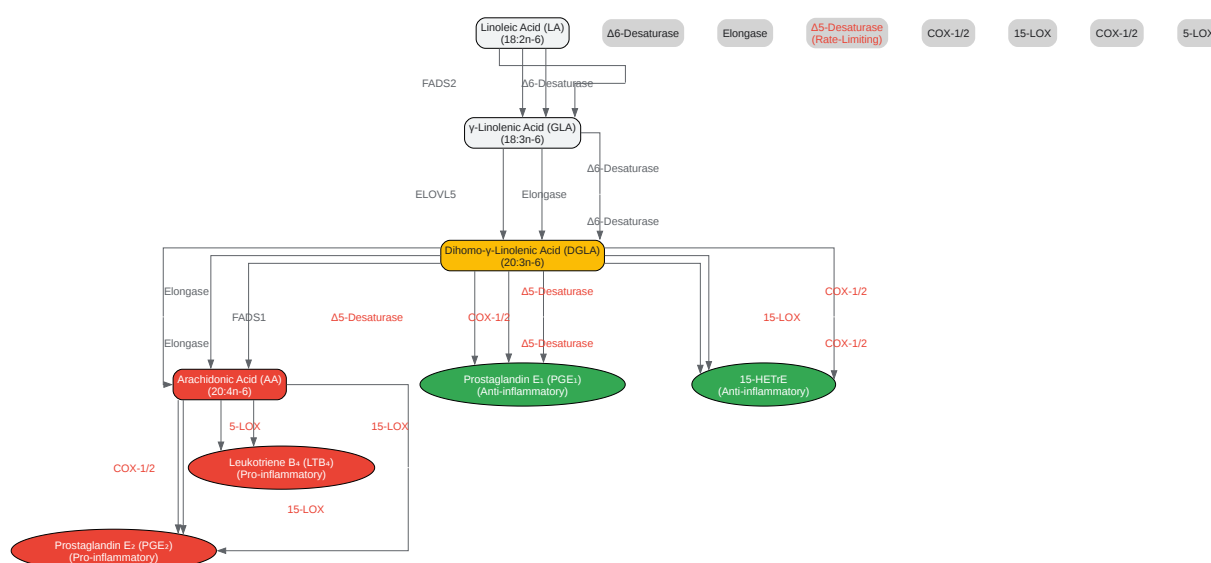 Linoleic Acid (LA)
(18:2n-6)
Δ6-Desaturase
Elongase
Δ5-Desaturase
(Rate-Limiting)
COX-1/2
15-LOX
COX-1/2
5-LOX
FADS2
Δ6-Desaturase
γ-Linolenic Acid (GLA)
(18:3n-6)
Δ6-Desaturase
ELOVL5
Elongase
Δ6-Desaturase
Dihomo-γ-Linolenic Acid (DGLA)
(20:3n-6)
Elongase
Δ5-Desaturase
COX-1/2
FADS1
Δ5-Desaturase
COX-1/2
15-LOX
Elongase
Δ5-Desaturase
COX-1/2
Arachidonic Acid (AA)
(20:4n-6)
Prostaglandin E₁ (PGE₁)
(Anti-inflammatory)
15-HETrE
(Anti-inflammatory)
5-LOX
15-LOX
COX-1/2
Leukotriene B₄ (LTB₄)
(Pro-inflammatory)
15-LOX
Prostaglandin E₂ (PGE₂)
(Pro-inflammatory)